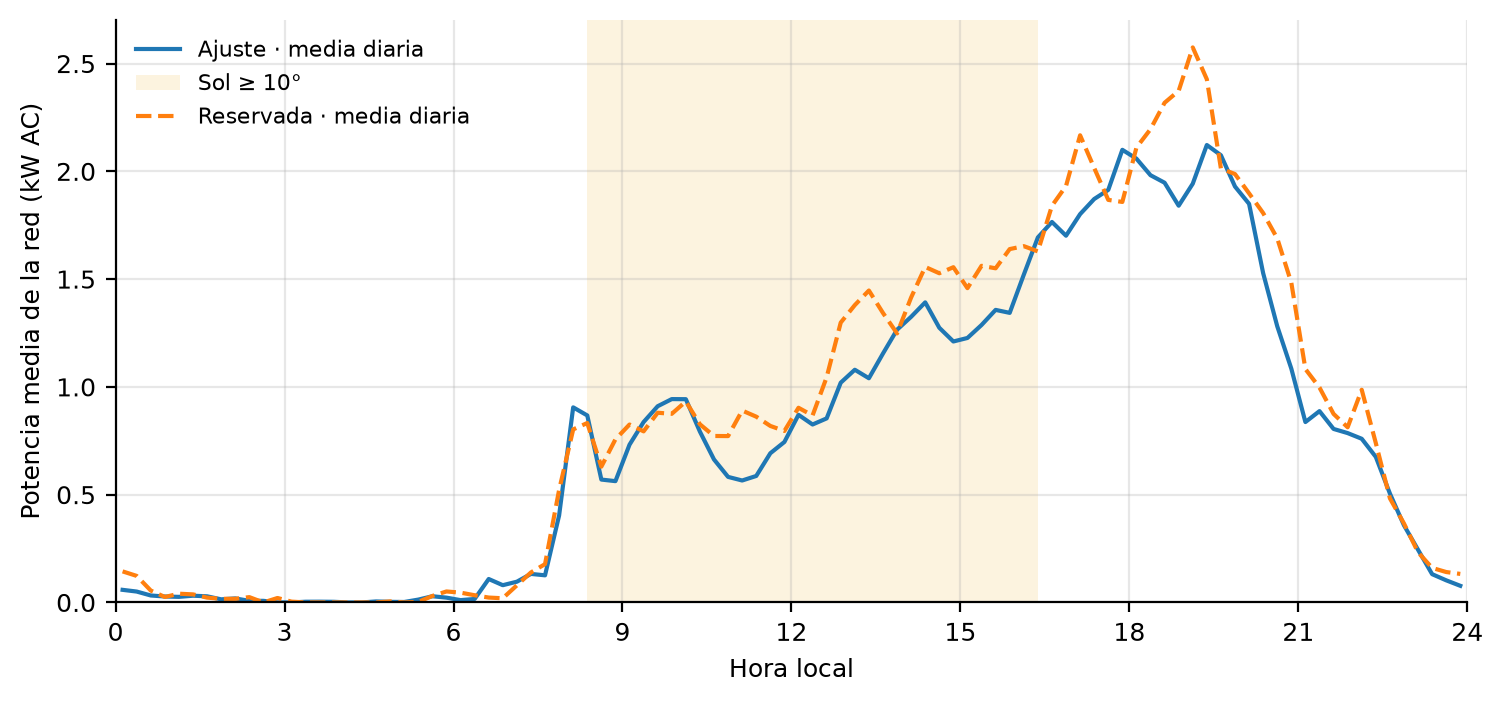 Ajuste · media diaria
Sol ≥ 10°
Reservada · media diaria
Potencia media de la red (kW AC)
2.5
2.0
1.5
1.0
0.5
0.0
0 3 6 9 12 15 18 21 24
Hora local